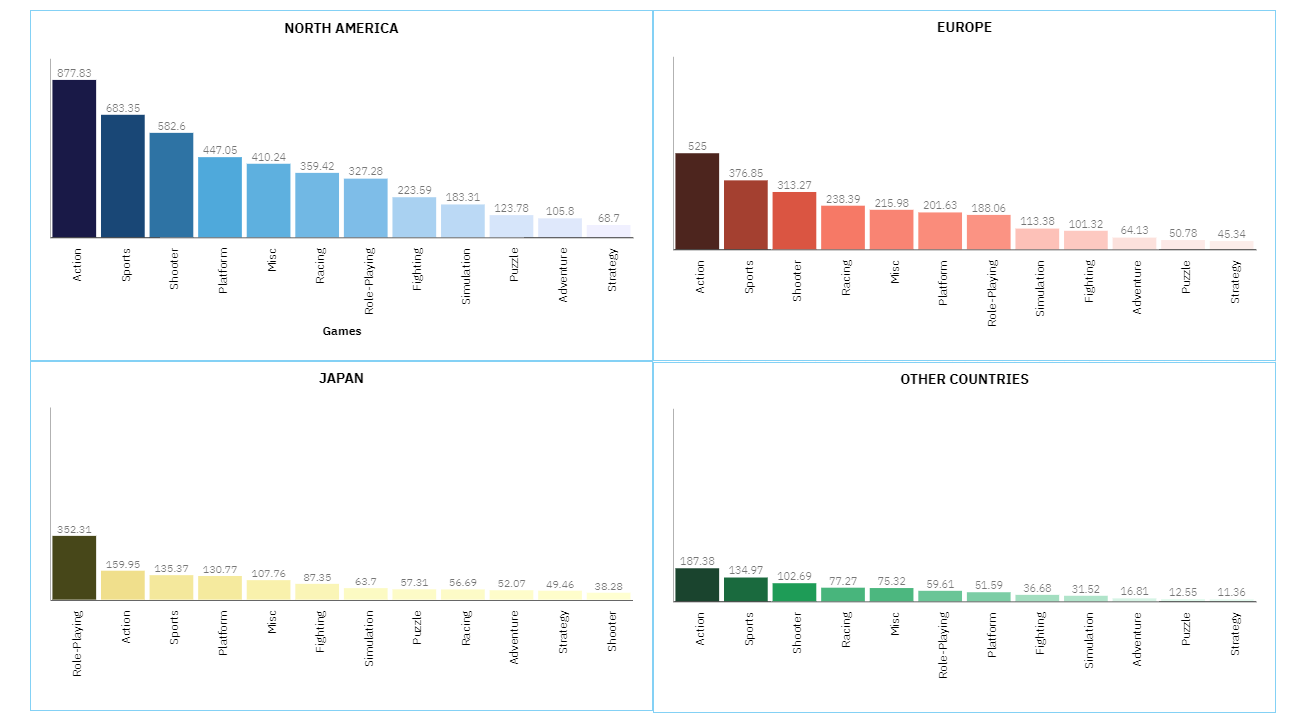 NORTH AMERICA
877.83
683.35
582.6
447.05
410.24
359.42
327.28
223.59
183.31
123.78
105.8
68.7
Action
Sports
Shooter
Platform
Misc
Racing
Role-Playing
Fighting
Simulation
Puzzle
Adventure
Strategy
Games
EUROPE
525
376.85
313.27
238.39
215.98
201.63
188.06
113.38
101.32
64.13
50.78
45.34
Action
Sports
Shooter
Racing
Misc
Platform
Role-Playing
Simulation
Fighting
Adventure
Puzzle
Strategy
JAPAN
352.31
159.95
135.37
130.77
107.76
87.35
63.7
57.31
56.69
52.07
49.46
38.28
Role-Playing
Action
Sports
Platform
Misc
Fighting
Simulation
Puzzle
Racing
Adventure
Strategy
Shooter
OTHER COUNTRIES
187.38
134.97
102.69
77.27
75.32
59.61
51.59
36.68
31.52
16.81
12.55
11.36
Action
Sports
Shooter
Racing
Misc
Role-Playing
Platform
Fighting
Simulation
Adventure
Puzzle
Strategy